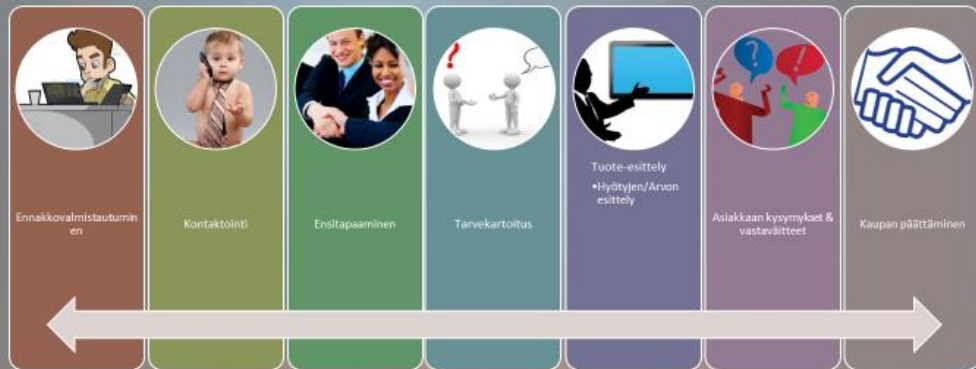 Ennakkovalmistautumin
en
Kontaktointi
Ensitapaaminen
Tarvekartoitus
Tuote-esittely
•Hyötyjen/Arvon
esittely
Asiakkaan kysymykset &
vastaväitteet
Kaupan päättäminen